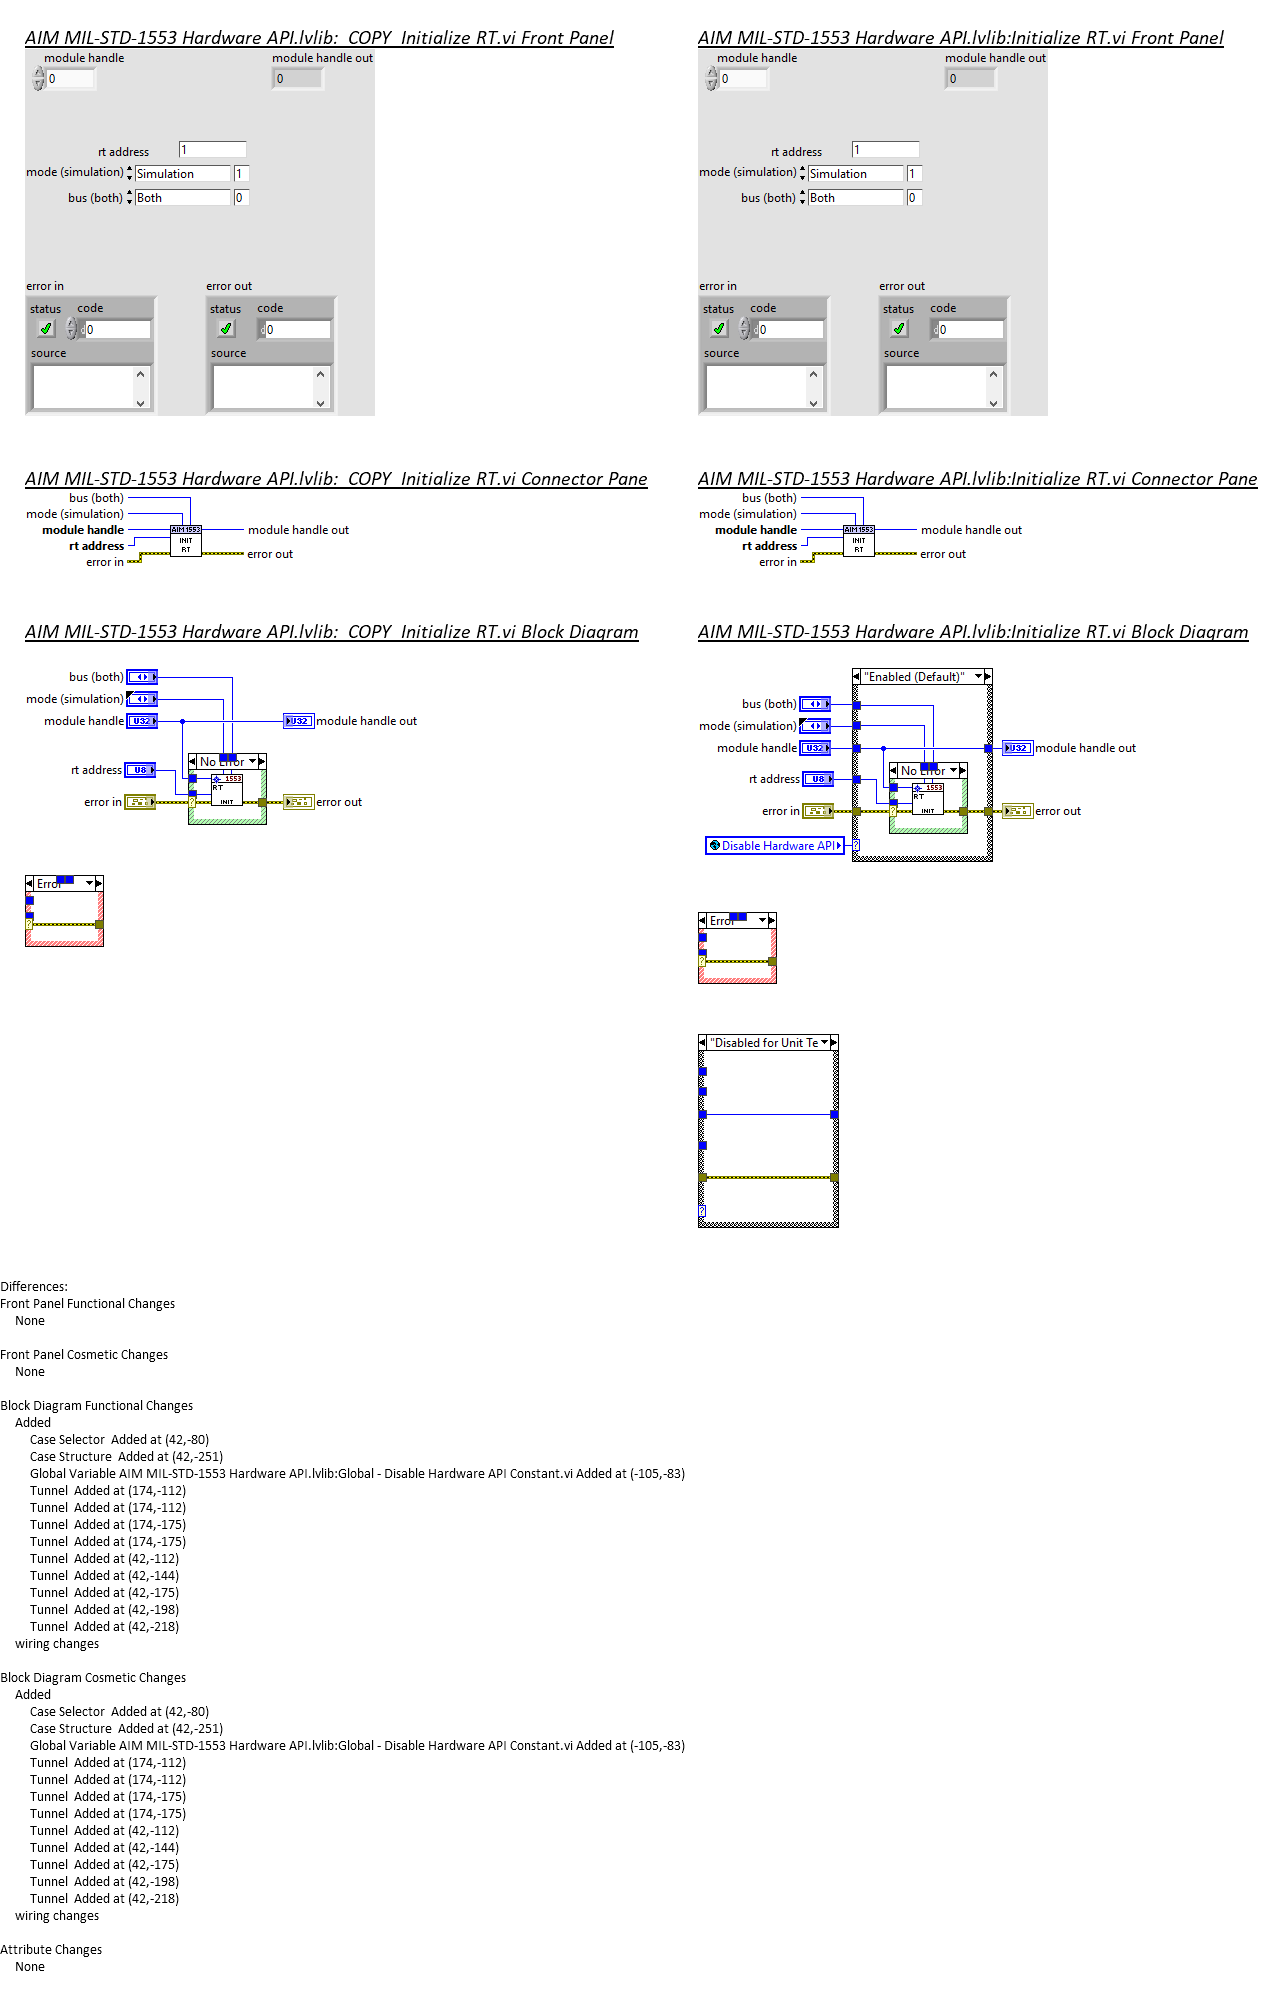 AIM MIL-STD-1553 Hardware API.lvlib:_COPY_Initialize RT.vi Front Panel
module handle
module handle out
0
0
rt address
1
mode (simulation)
Simulation
1
bus (both)
Both
0
error in
error out
status
code
status
code
d0
d0
source
source
AIM MIL-STD-1553 Hardware API.lvlib:Initialize RT.vi Front Panel
module handle
module handle out
0
0
rt address
1
mode (simulation)
Simulation
1
bus (both)
Both
0
error in
error out
status
code
status
code
d0
d0
source
source
AIM MIL-STD-1553 Hardware API.lvlib:_COPY_Initialize RT.vi Connector Pane
bus (both)
mode (simulation)
module handle
rt address
error in
AIM1553
INIT
RT
module handle out
error out
AIM MIL-STD-1553 Hardware API.lvlib:Initialize RT.vi Connector Pane
bus (both)
mode (simulation)
module handle
rt address
error in
AIM1553
INIT
RT
module handle out
error out
AIM MIL-STD-1553 Hardware API.lvlib:_COPY_Initialize RT.vi Block Diagram
bus (both)
mode (simulation)
module handle
U32
U32
module handle out
No Error
rt address
U8
1553
RT
INIT
error in
?
error out
Error
?
AIM MIL-STD-1553 Hardware API.lvlib:Initialize RT.vi Block Diagram
"Enabled (Default)"
bus (both)
mode (simulation)
module handle
U32
U32
module handle out
No Error
rt address
U8
1553
RT
INIT
error in
?
error out
Disable Hardware API
?
Error
?
"Disabled for Unit Te
?
Differences:
Front Panel Functional Changes
None
Front Panel Cosmetic Changes
None
Block Diagram Functional Changes
Added
Case Selector  Added at (42,-80)
Case Structure  Added at (42,-251)
Global Variable AIM MIL-STD-1553 Hardware API.lvlib:Global - Disable Hardware API Constant.vi Added at (-105,-83)
Tunnel  Added at (174,-112)
Tunnel  Added at (174,-112)
Tunnel  Added at (174,-175)
Tunnel  Added at (174,-175)
Tunnel  Added at (42,-112)
Tunnel  Added at (42,-144)
Tunnel  Added at (42,-175)
Tunnel  Added at (42,-198)
Tunnel  Added at (42,-218)
wiring changes
Block Diagram Cosmetic Changes
Added
Case Selector  Added at (42,-80)
Case Structure  Added at (42,-251)
Global Variable AIM MIL-STD-1553 Hardware API.lvlib:Global - Disable Hardware API Constant.vi Added at (-105,-83)
Tunnel  Added at (174,-112)
Tunnel  Added at (174,-112)
Tunnel  Added at (174,-175)
Tunnel  Added at (174,-175)
Tunnel  Added at (42,-112)
Tunnel  Added at (42,-144)
Tunnel  Added at (42,-175)
Tunnel  Added at (42,-198)
Tunnel  Added at (42,-218)
wiring changes
Attribute Changes
None